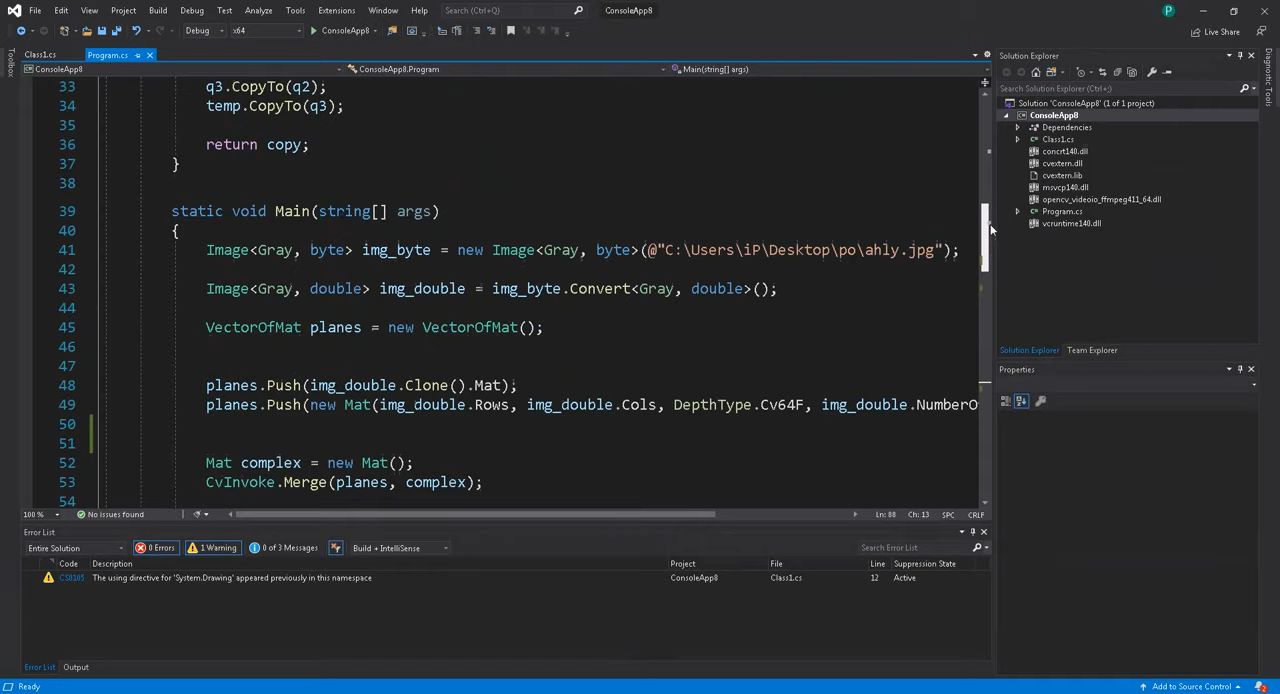 File Edit View Project Build Debug Test Analyze Tools Extensions Window Help Search (Ctrl+Q) ConsoleApp8 P
Debug x64 ConsoleApp8 Live Share
Toolbox
Class1.cs Program.cs
ConsoleApp8 ConsoleApp8.Program Main(string[] args)
33 q3.CopyTo(q2);
34 temp.CopyTo(q3);
35
36 return copy;
37 }
38
39 static void Main(string[] args)
40 {
41 Image<Gray, byte> img_byte = new Image<Gray, byte>(@"C:\Users\iP\Desktop\po\ahly.jpg");
42
43 Image<Gray, double> img_double = img_byte.Convert<Gray, double>();
44
45 VectorOfMat planes = new VectorOfMat();
46
47
48 planes.Push(img_double.Clone().Mat);
49 planes.Push(new Mat(img_double.Rows, img_double.Cols, DepthType.Cv64F, img_double.NumberO
50
51
52 Mat complex = new Mat();
53 CvInvoke.Merge(planes, complex);
54
100 % No issues found Ln: 88 Ch: 13 SPC CRLF
Solution Explorer
Search Solution Explorer (Ctrl+;)
Solution 'ConsoleApp8' (1 of 1 project)
ConsoleApp8
Dependencies
Class1.cs
concrt140.dll
cvextern.dll
cvextern.lib
msvcp140.dll
opencv_videoio_ffmpeg411_64.dll
Program.cs
vcruntime140.dll
Solution Explorer Team Explorer
Properties
Diagnostic Tools
Error List
Entire Solution 0 Errors 1 Warning 0 of 3 Messages Build + IntelliSense Search Error List
Code Description Project File Line Suppression State
CS0105 The using directive for 'System.Drawing' appeared previously in this namespace ConsoleApp8 Class1.cs 12 Active
Error List Output
Ready Add to Source Control 2